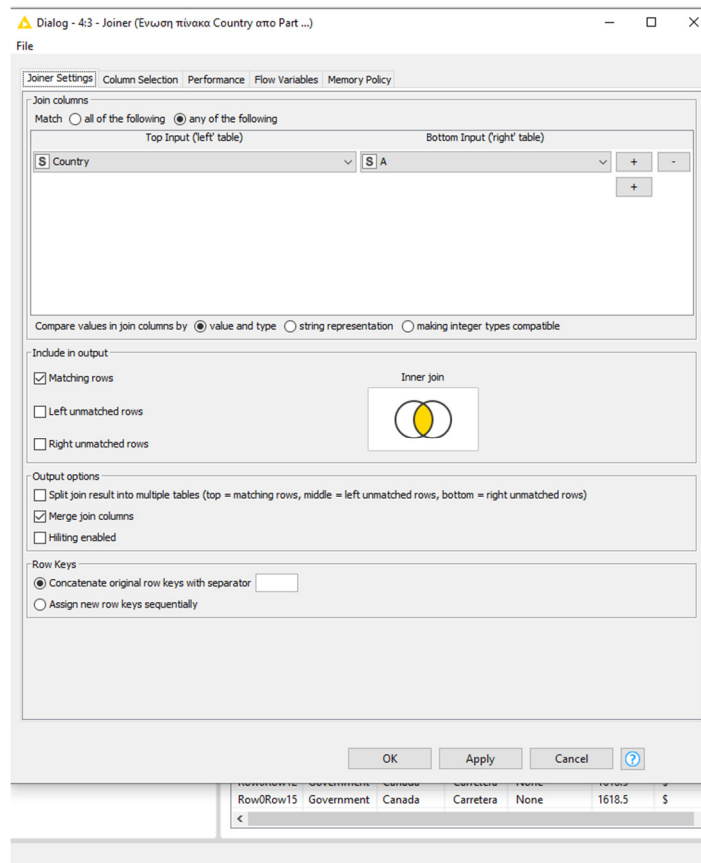 Dialog - 4:3 - Joiner (Ένωση πίνακα Country απο Part ...)
File
Joiner Settings Column Selection Performance Flow Variables Memory Policy
Join columns
Match all of the following any of the following
Top Input ('left' table) Bottom Input ('right' table)
S Country S A + -
+
Compare values in join columns by value and type string representation making integer types compatible
Include in output
Matching rows Inner join
Left unmatched rows
Right unmatched rows
Output options
Split join result into multiple tables (top = matching rows, middle = left unmatched rows, bottom = right unmatched rows)
Merge join columns
Hiliting enabled
Row Keys
Concatenate original row keys with separator
Assign new row keys sequentially
OK Apply Cancel ?
Row0Row15 Government Canada Carretera None 1618.5 $